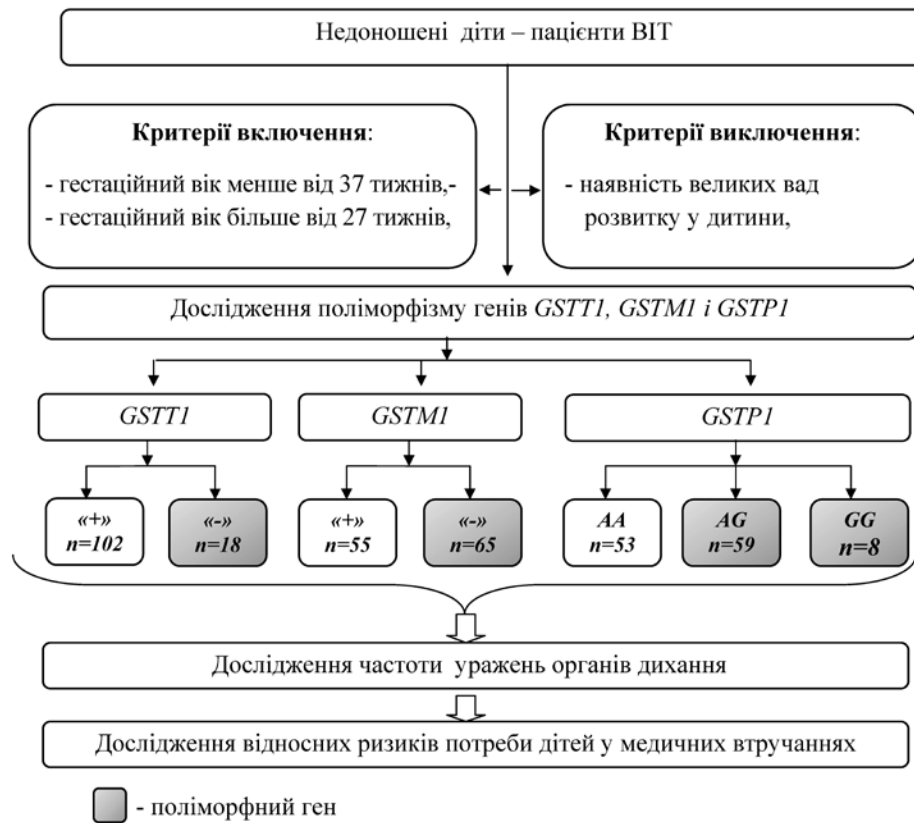 Недоношені діти – пацієнти ВІТ
Критерії включення:
- гестаційний вік менше від 37 тижнів,-
- гестаційний вік більше від 27 тижнів,
Критерії виключення:
- наявність великих вад
розвитку у дитини,
Дослідження поліморфізму генів GSTT1, GSTM1 і GSTP1
GSTT1
GSTM1
GSTP1
«+»
n=102
«-»
n=18
«+»
n=55
«-»
n=65
AA
n=53
AG
n=59
GG
n=8
Дослідження частоти уражень органів дихання
Дослідження відносних ризиків потреби дітей у медичних втручаннях
- поліморфний ген